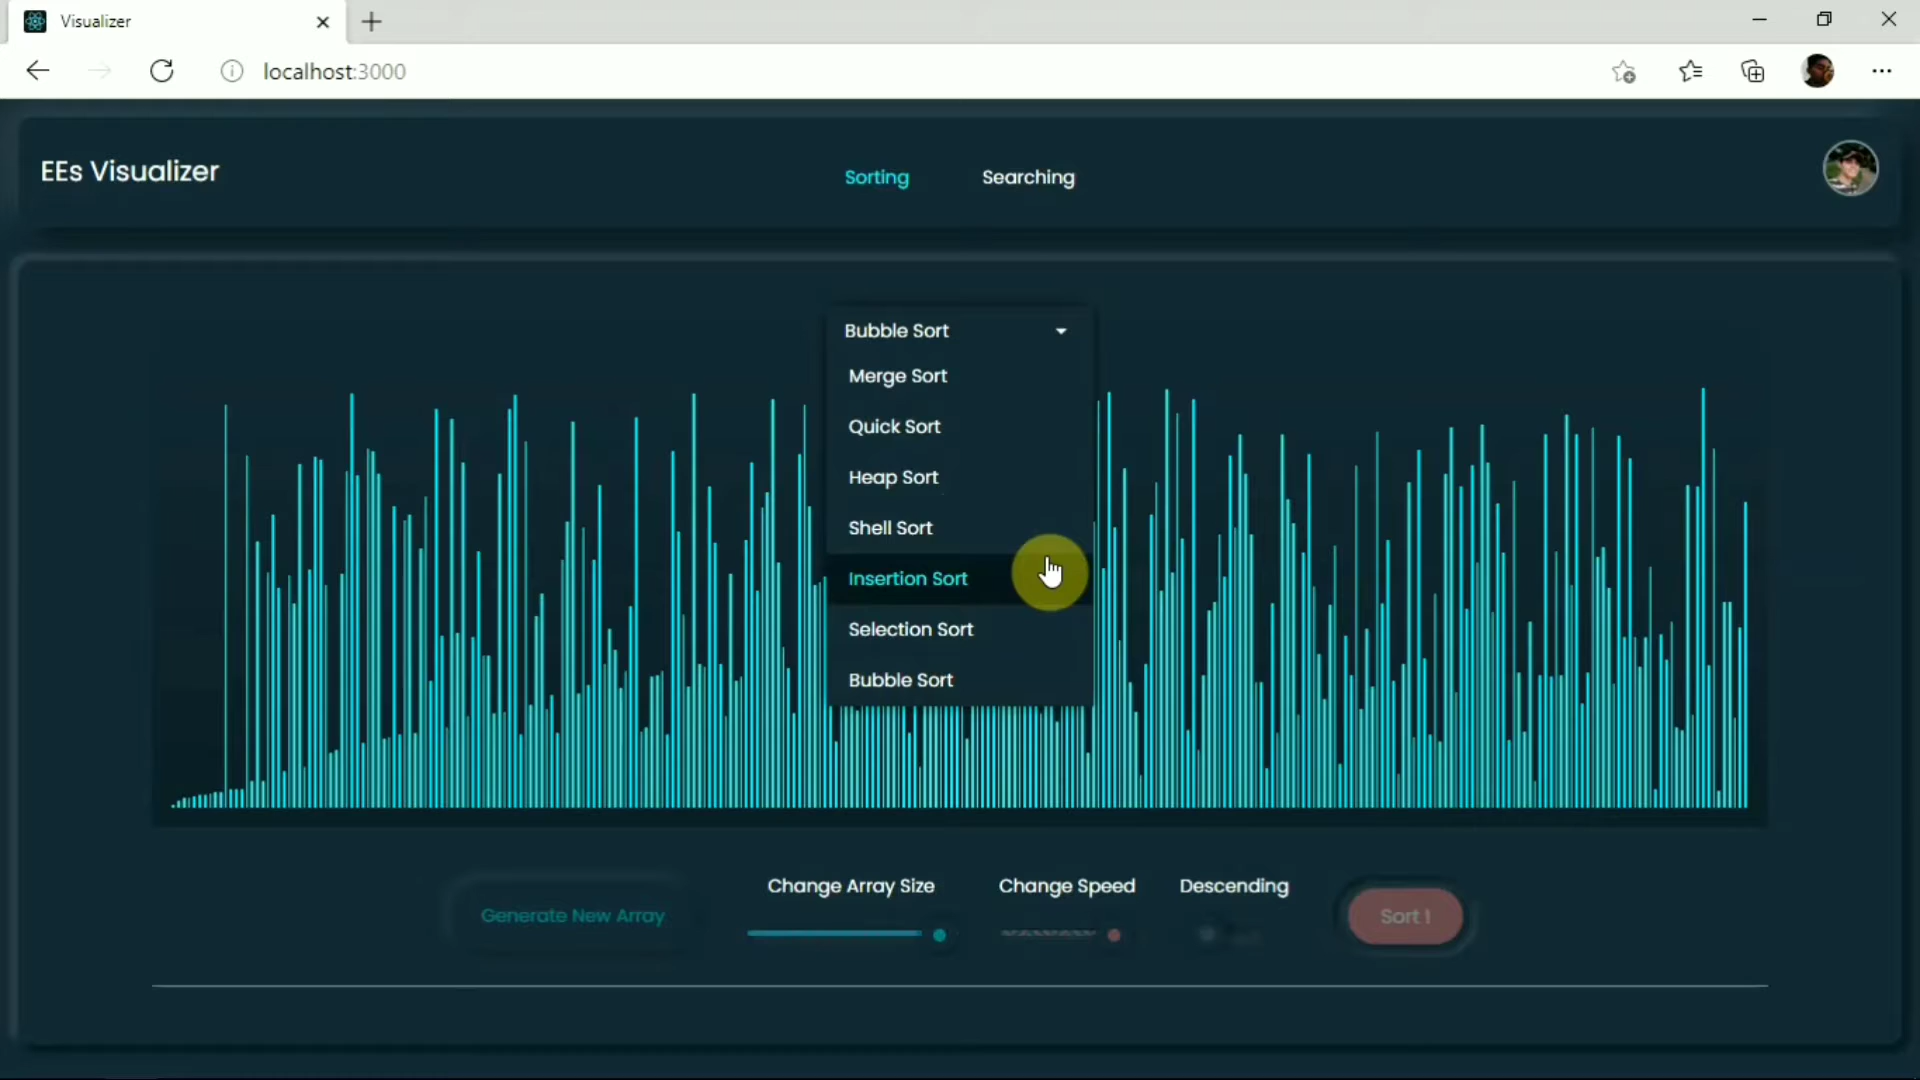 Visualizer
localhost:3000
EEs Visualizer
Sorting
Searching
Bubble Sort
Merge Sort
Quick Sort
Heap Sort
Shell Sort
Insertion Sort
Selection Sort
Bubble Sort
Generate New Array
Change Array Size
Change Speed
Descending
Sort !